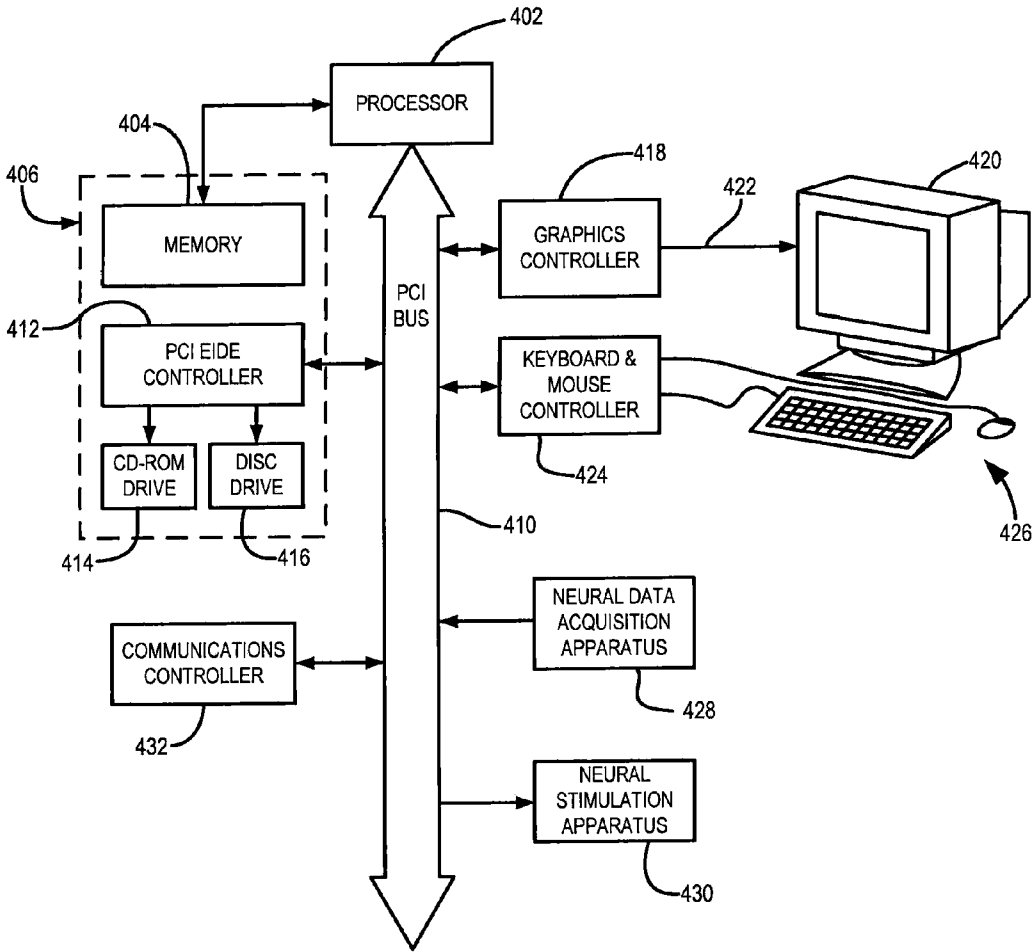 402
PROCESSOR
404
406
MEMORY
412
PCI EIDE
CONTROLLER
CD-ROM
DRIVE
DISC
DRIVE
414
416
COMMUNICATIONS
CONTROLLER
432
PCI
BUS
410
418
GRAPHICS
CONTROLLER
422
420
KEYBOARD &
MOUSE
CONTROLLER
424
426
NEURAL DATA
ACQUISITION
APPARATUS
428
NEURAL
STIMULATION
APPARATUS
430